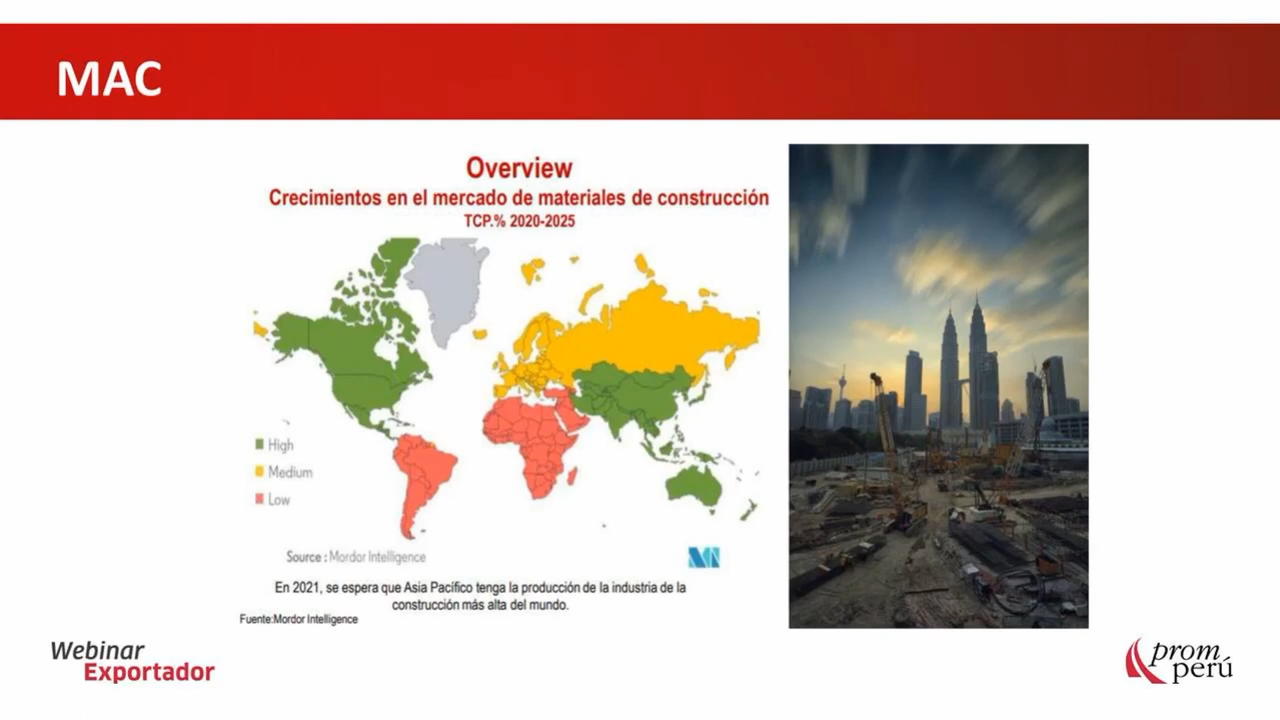 MAC
Overview
Crecimientos en el mercado de materiales de construcción
TCP.% 2020-2025
High
Medium
Low
Source : Mordor Intelligence
En 2021, se espera que Asia Pacífico tenga la producción de la industria de la
construcción más alta del mundo.
Fuente:Mordor Intelligence
Webinar
Exportador
prom
perú